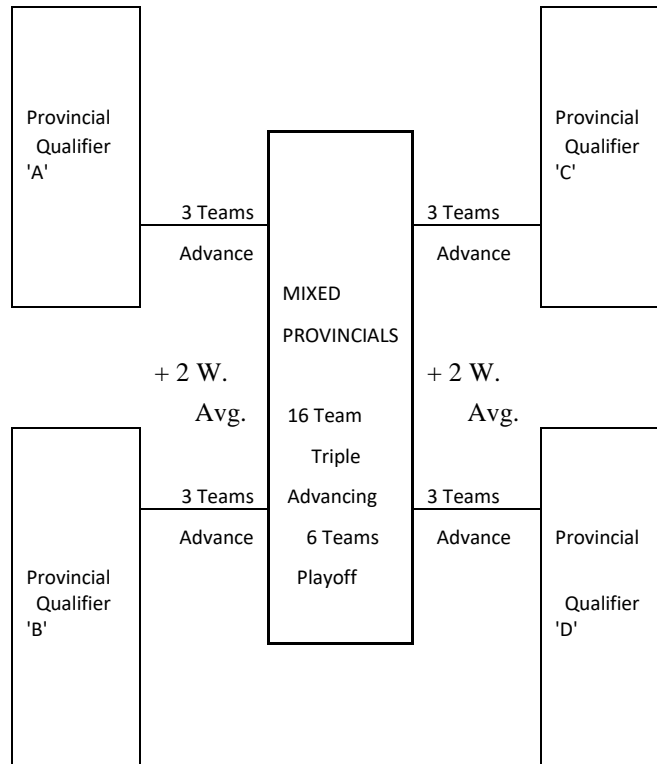 Provincial
Qualifier
'A'
3 Teams
Advance
+ 2 W.
Avg.
3 Teams
Advance
Provincial
Qualifier
'B'
MIXED
PROVINCIALS
16 Team
Triple
Advancing
6 Teams
Playoff
3 Teams
Advance
+ 2 W.
Avg.
3 Teams
Advance
Provincial
Qualifier
'C'
Provincial
Qualifier
'D'